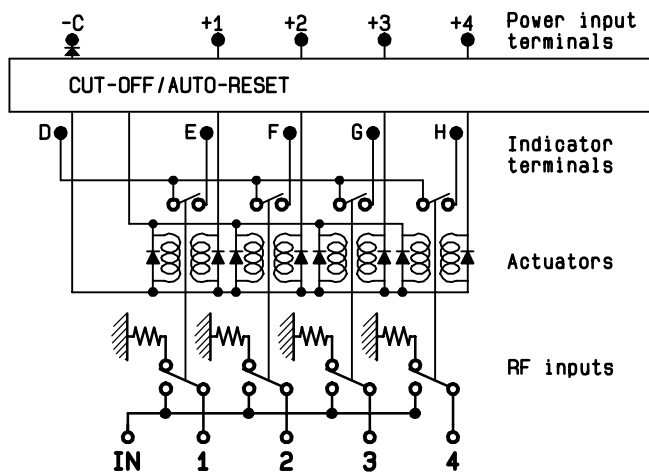 -C +1 +2 +3 +4 Power input
terminals
CUT-OFF/AUTO-RESET
D E F G H Indicator
terminals
Actuators
RF inputs
IN 1 2 3 4